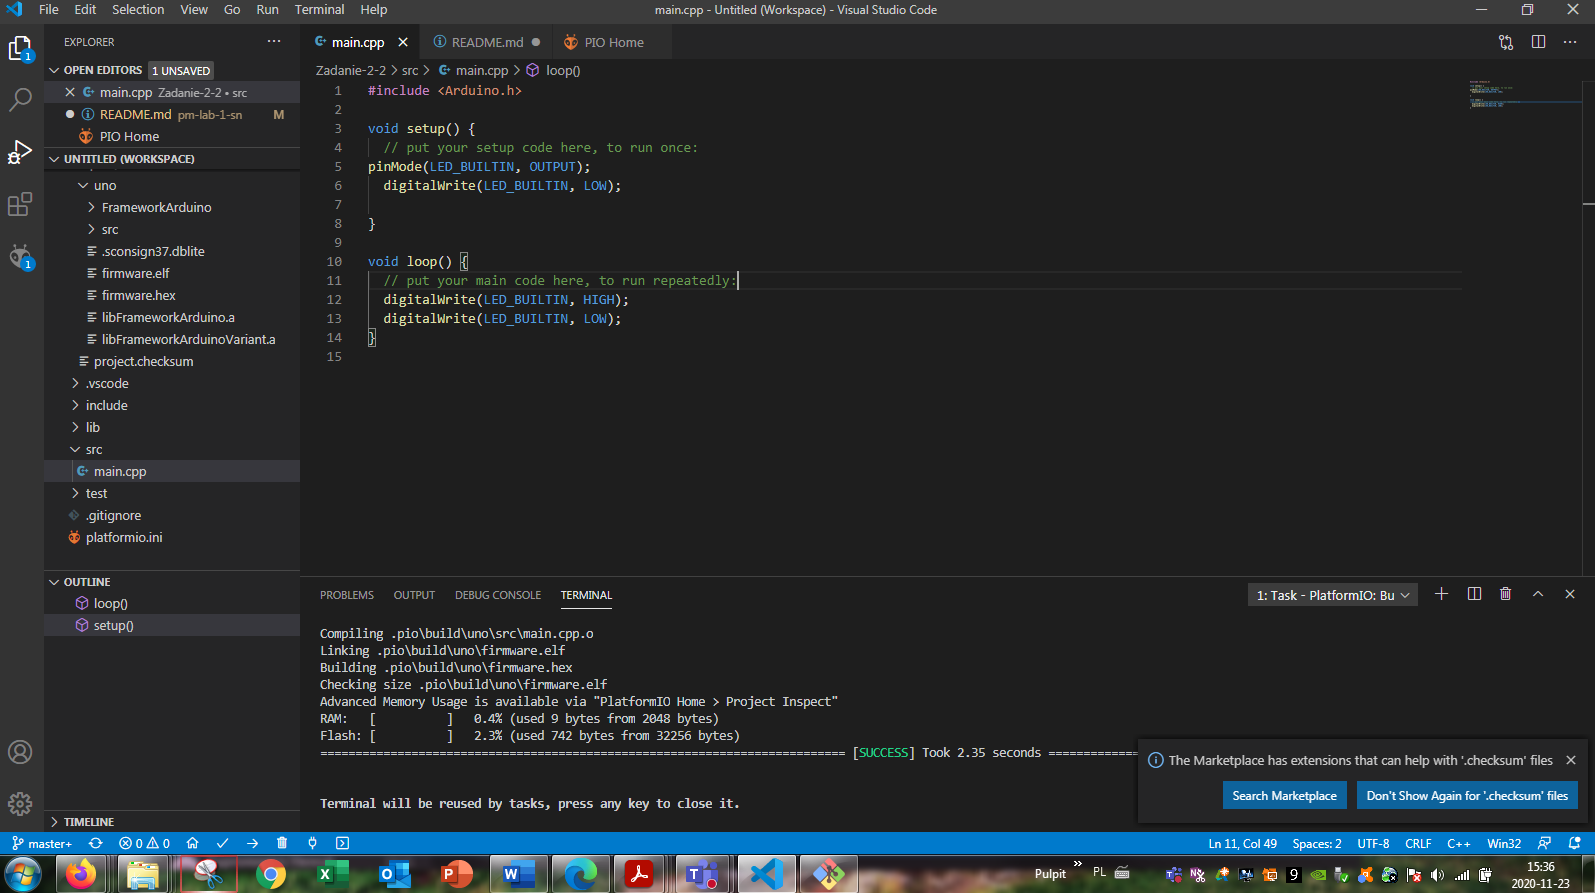 File Edit Selection View Go Run Terminal Help
main.cpp - Untitled (Workspace) - Visual Studio Code
EXPLORER
OPEN EDITORS 1 UNSAVED
main.cpp Zadanie-2-2 • src
README.md pm-lab-1-sn M
PIO Home
UNTITLED (WORKSPACE)
uno
FrameworkArduino
src
.sconsign37.dblite
firmware.elf
firmware.hex
libFrameworkArduino.a
libFrameworkArduinoVariant.a
project.checksum
.vscode
include
lib
src
main.cpp
test
.gitignore
platformio.ini
OUTLINE
loop()
setup()
TIMELINE
main.cpp README.md PIO Home
Zadanie-2-2 > src > main.cpp > loop()
1 #include <Arduino.h>
2
3 void setup() {
4 // put your setup code here, to run once:
5 pinMode(LED_BUILTIN, OUTPUT);
6 digitalWrite(LED_BUILTIN, LOW);
7
8 }
9
10 void loop() {
11 // put your main code here, to run repeatedly:
12 digitalWrite(LED_BUILTIN, HIGH);
13 digitalWrite(LED_BUILTIN, LOW);
14 }
15
PROBLEMS OUTPUT DEBUG CONSOLE TERMINAL
1: Task - PlatformIO: Bu
Compiling .pio\build\uno\src\main.cpp.o
Linking .pio\build\uno\firmware.elf
Building .pio\build\uno\firmware.hex
Checking size .pio\build\uno\firmware.elf
Advanced Memory Usage is available via "PlatformIO Home > Project Inspect"
RAM: [ ] 0.4% (used 9 bytes from 2048 bytes)
Flash: [ ] 2.3% (used 742 bytes from 32256 bytes)
=========================================================================== [SUCCESS] Took 2.35 seconds =============
Terminal will be reused by tasks, press any key to close it.
The Marketplace has extensions that can help with '.checksum' files
Search Marketplace
Don't Show Again for '.checksum' files
1
1
master+ 0 0
Ln 11, Col 49 Spaces: 2 UTF-8 CRLF C++ Win32
Pulpit » PL
15:36
2020-11-23